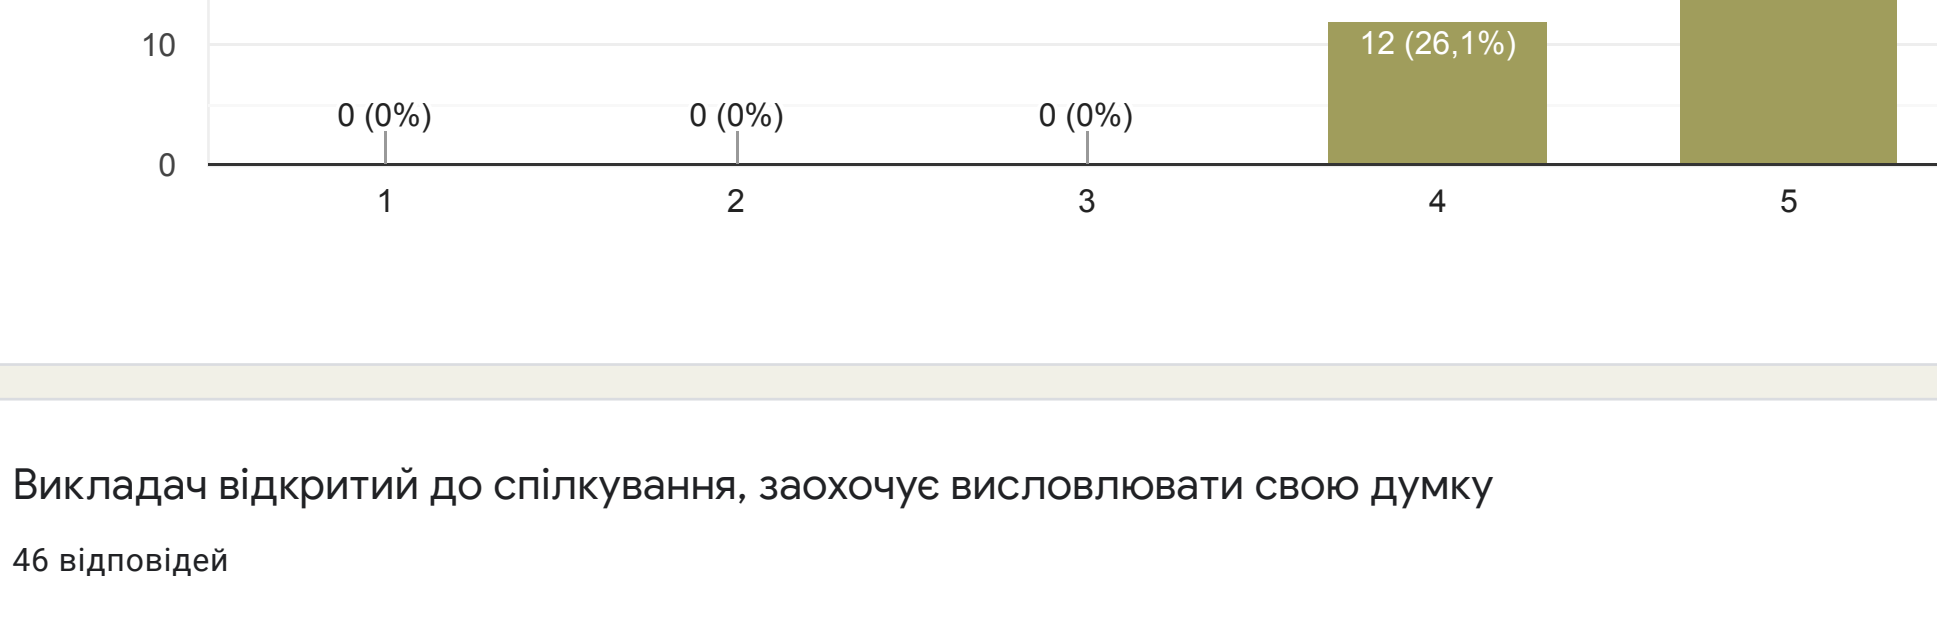 10
12 (26,1%)
0 (0%) 0 (0%) 0 (0%)
0
1 2 3 4 5
Викладач відкритий до спілкування, заохочує висловлювати свою думку
46 відповідей